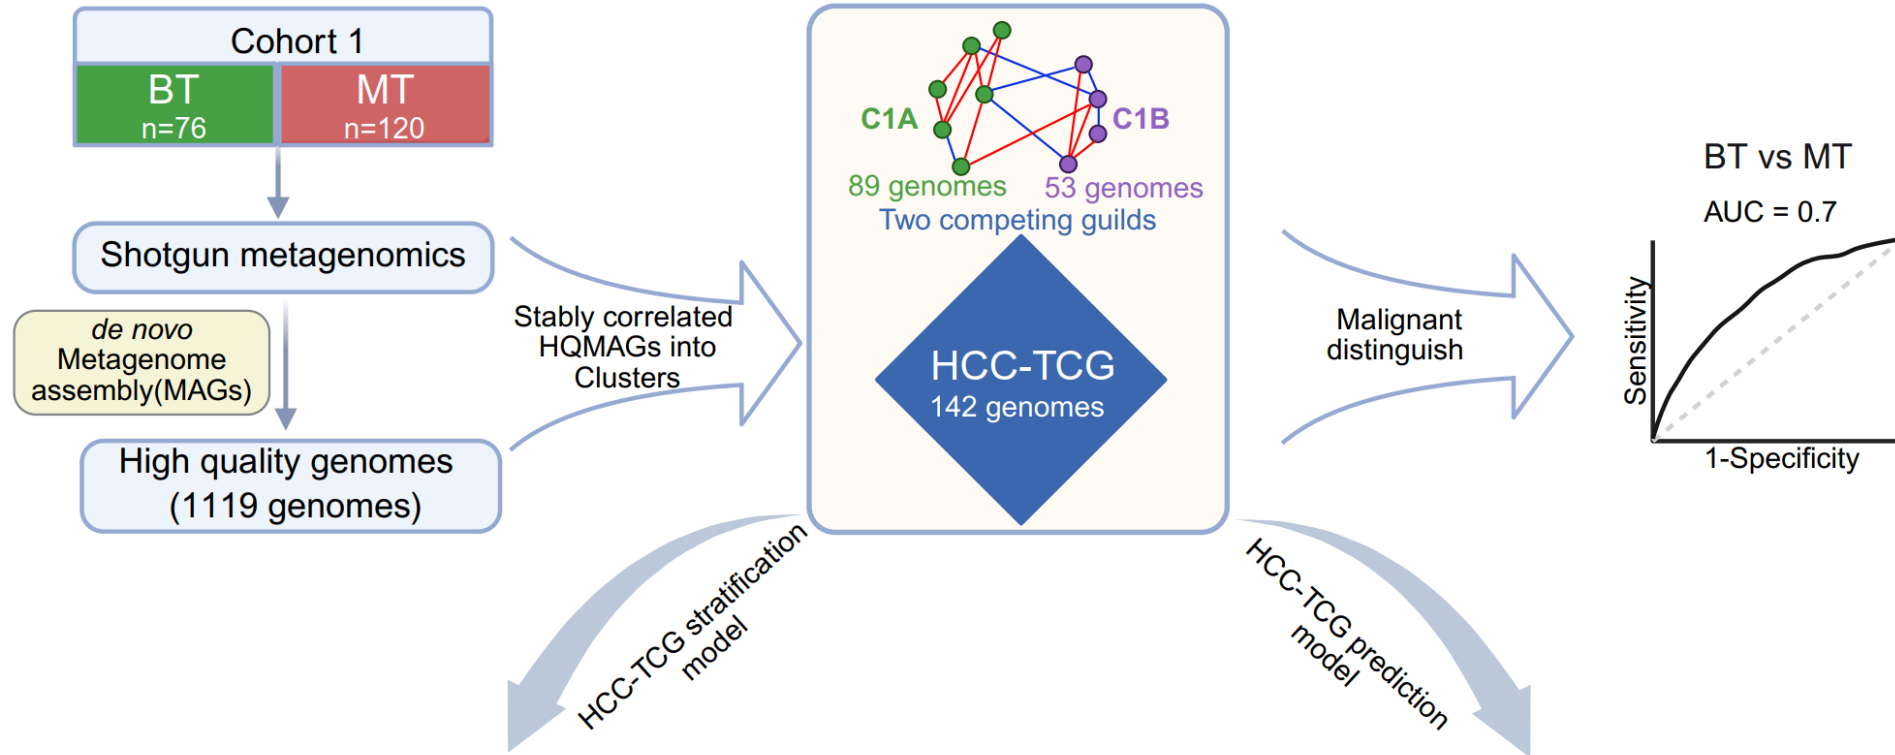 Cohort 1
BT
n=76
MT
n=120
Shotgun metagenomics
de novo
Metagenome
assembly(MAGs)
High quality genomes
(1119 genomes)
Stably correlated
HQMAGs into
Clusters
C1A
C1B
89 genomes
53 genomes
Two competing guilds
HCC-TCG
142 genomes
Malignant
distinguish
BT vs MT
AUC = 0.7
Sensitivity
1-Specificity
HCC-TCG stratification
model
HCC-TCG prediction
model